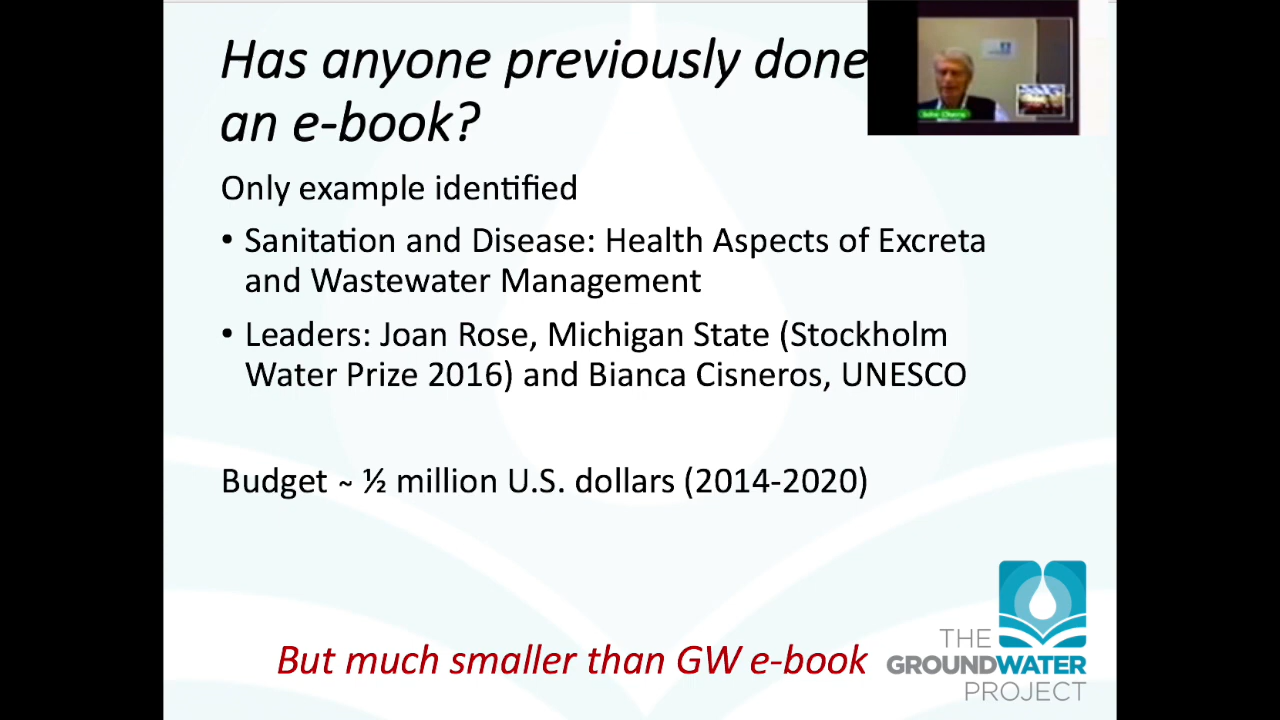 Has anyone previously done
an e-book?
Only example identified
• Sanitation and Disease: Health Aspects of Excreta
and Wastewater Management
• Leaders: Joan Rose, Michigan State (Stockholm
Water Prize 2016) and Bianca Cisneros, UNESCO
Budget ~ ½ million U.S. dollars (2014-2020)
But much smaller than GW e-book
THE
GROUNDWATER
PROJECT